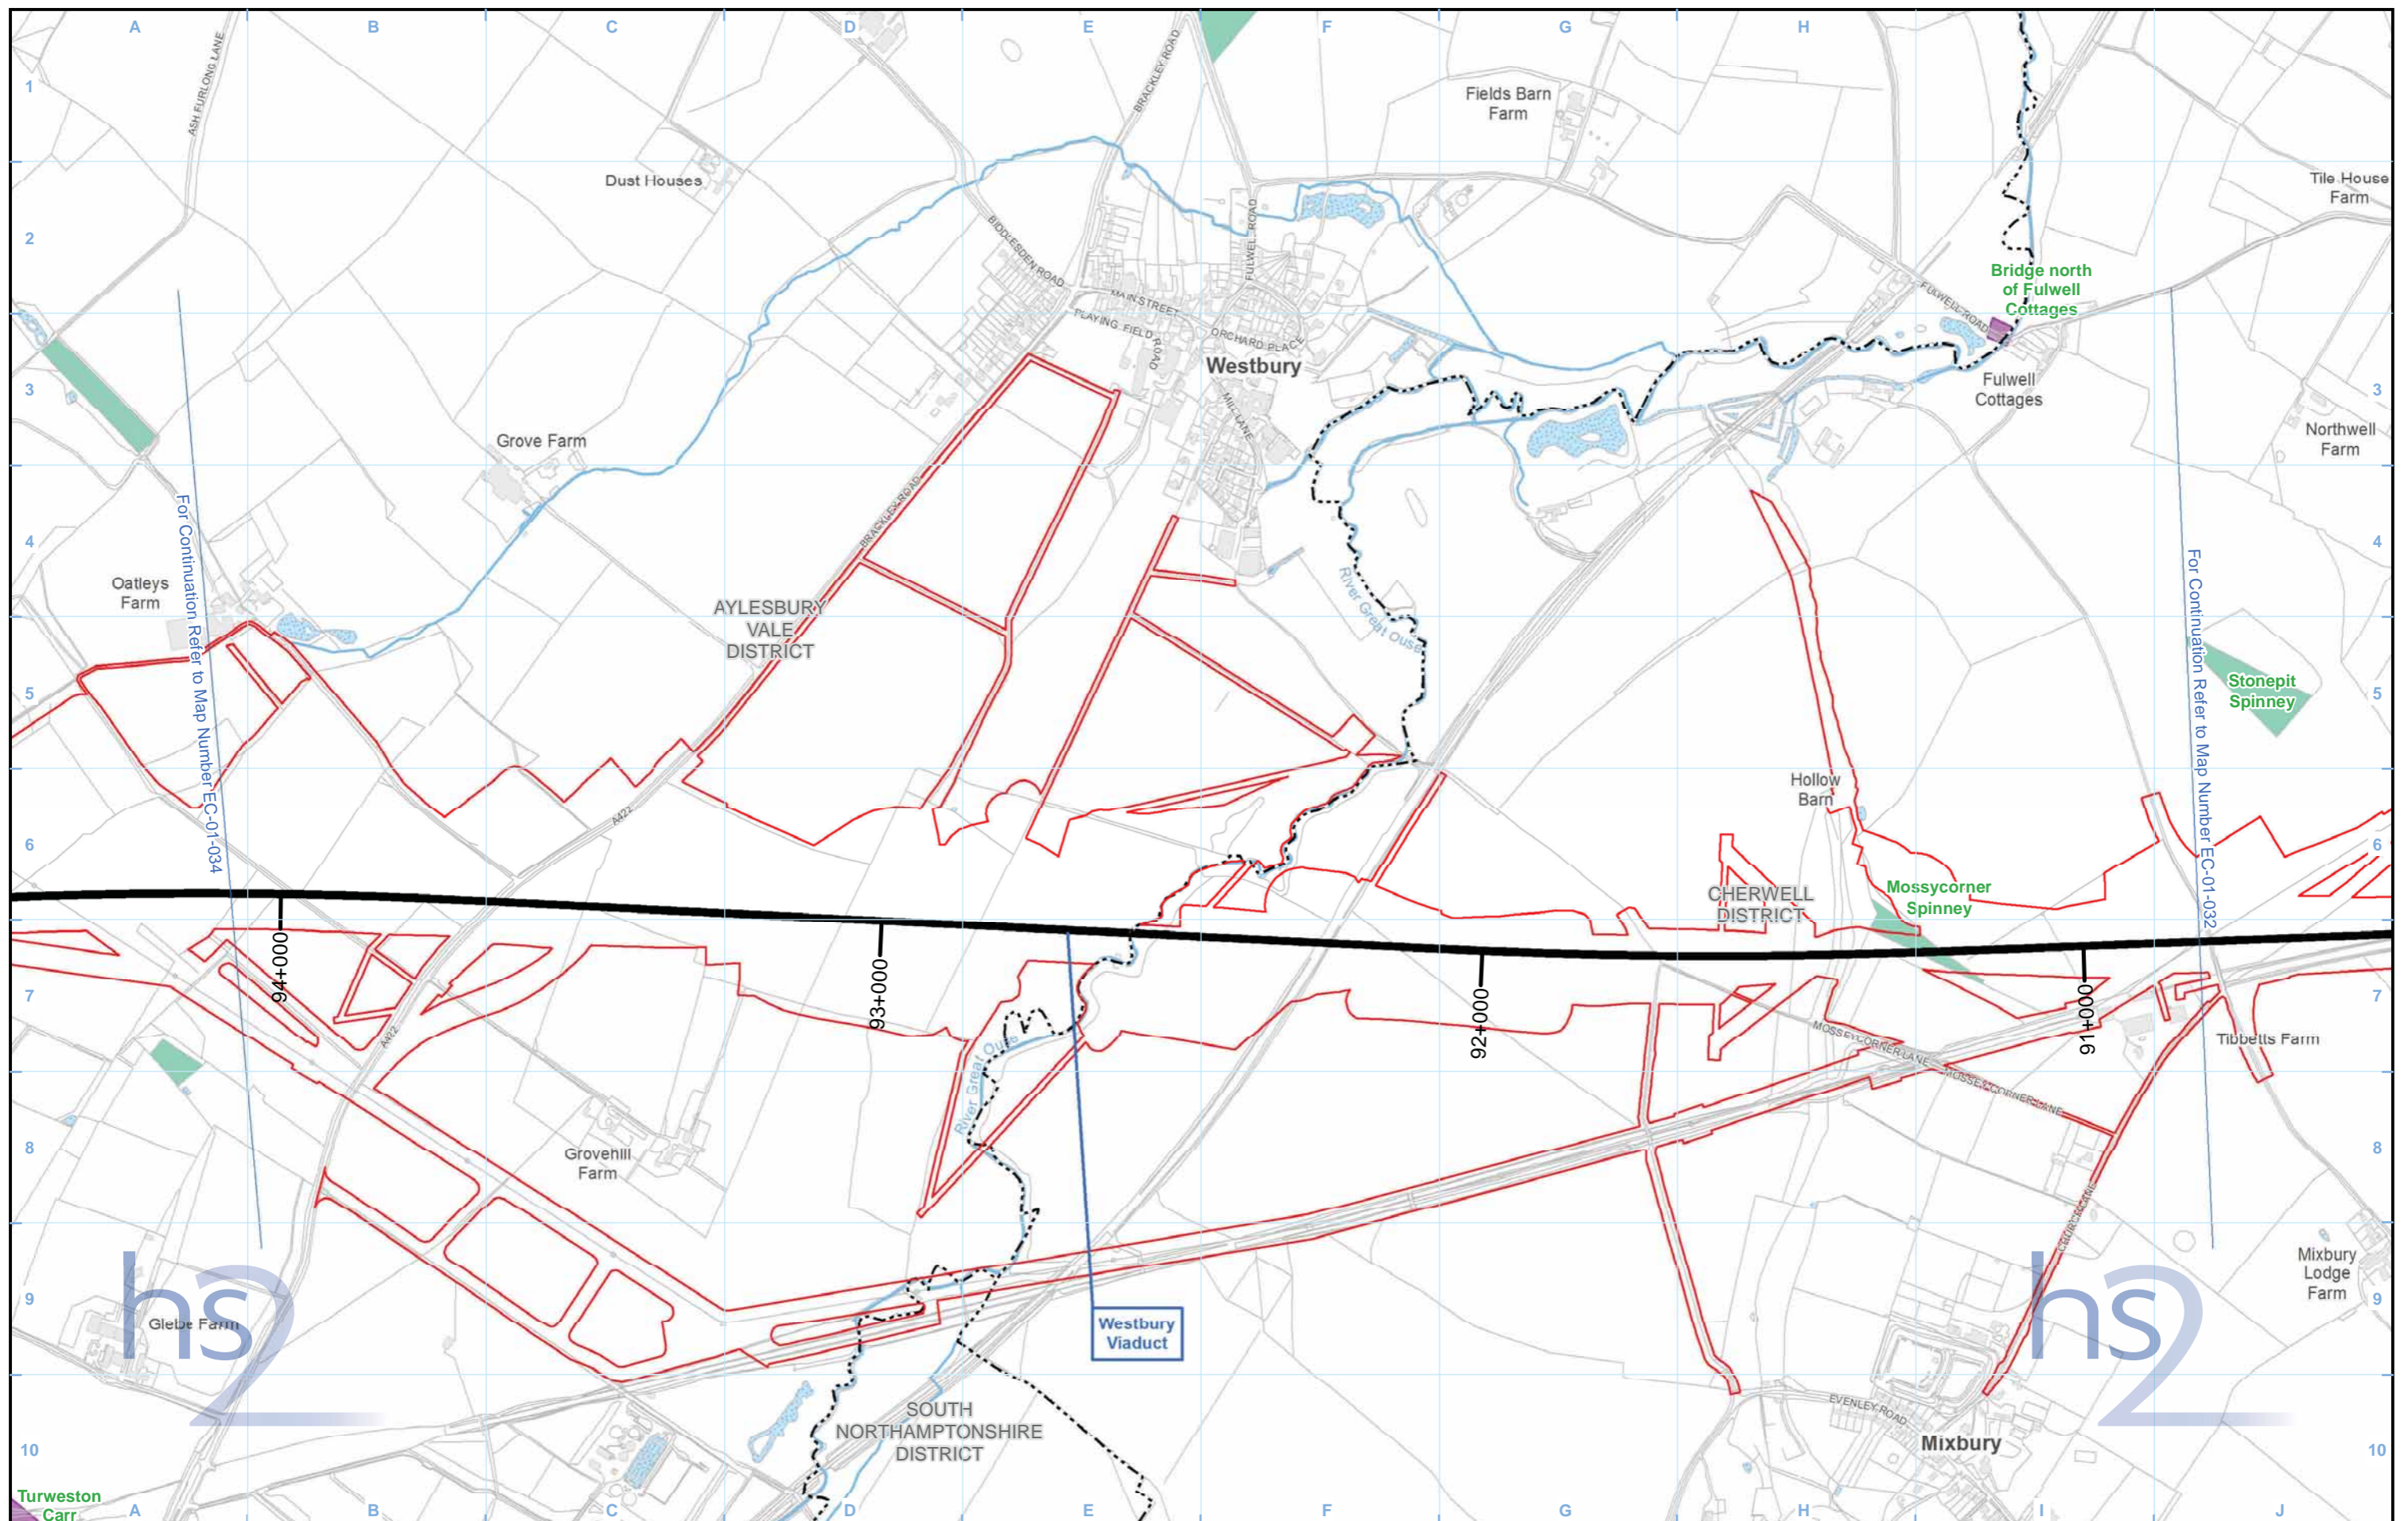 A B C D E F G H I J
1
2
3
4
5
6
7
8
9
10
1
2
3
4
5
6
7
8
9
10
A B C D E F G H I J
ASH FURLONG LANE
BRACKLEY ROAD
Fields Barn
Farm
Dust Houses
Tile House
Farm
BIDDLESDEN ROAD
FULWELL ROAD
MAIN STREET
PLAYING FIELD ROAD
ORCHARD PLACE
Westbury
MILL LANE
FULWELL ROAD
Bridge north
of Fulwell
Cottages
Fulwell
Cottages
Northwell
Farm
Grove Farm
BRACKLEY ROAD
Oatleys
Farm
For Continuation Refer to Map Number EC-01-034
AYLESBURY
VALE
DISTRICT
River Great Ouse
For Continuation Refer to Map Number EC-01-032
Stonepit
Spinney
Hollow
Barn
A422
CHERWELL
DISTRICT
Mossycorner
Spinney
94+000
93+000
92+000
91+000
A422
River Great Ouse
MOSSEYCORNER LANE
MOSSEYCORNER LANE
Tibbetts Farm
Grovehill
Farm
CHURCH LANE
Mixbury
Lodge
Farm
Glebe Farm
hs2
hs2
Westbury
Viaduct
SOUTH
NORTHAMPTONSHIRE
DISTRICT
EVENLEY ROAD
Mixbury
Turweston
Carr